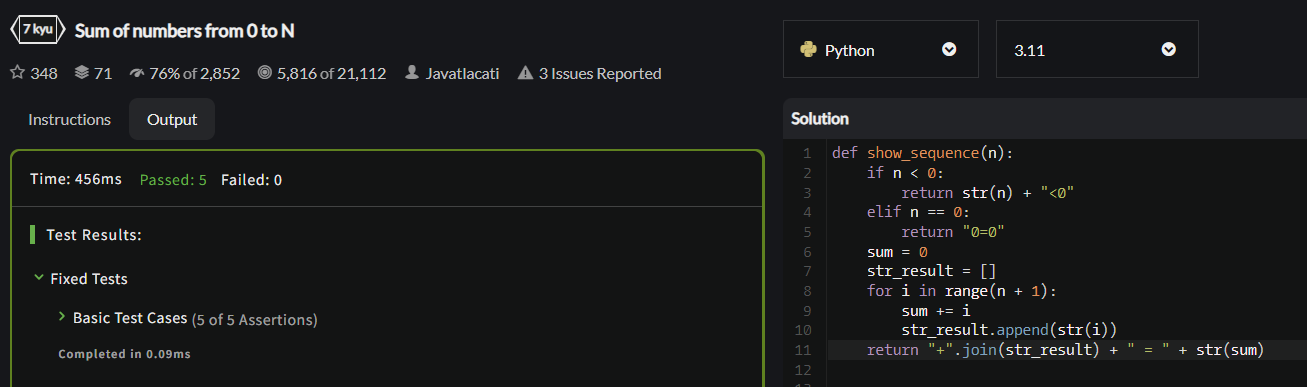 7 kyu Sum of numbers from 0 to N
348 71 76% of 2,852 5,816 of 21,112 Javatlacati 3 Issues Reported
Instructions Output
Time: 456ms Passed: 5 Failed: 0
Test Results:
Fixed Tests
Basic Test Cases (5 of 5 Assertions)
Completed in 0.09ms
Python 3.11
Solution
1 def show_sequence(n):
2     if n < 0:
3         return str(n) + "<0"
4     elif n == 0:
5         return "0=0"
6     sum = 0
7     str_result = []
8     for i in range(n + 1):
9         sum += i
10         str_result.append(str(i))
11     return "+".join(str_result) + " = " + str(sum)
12